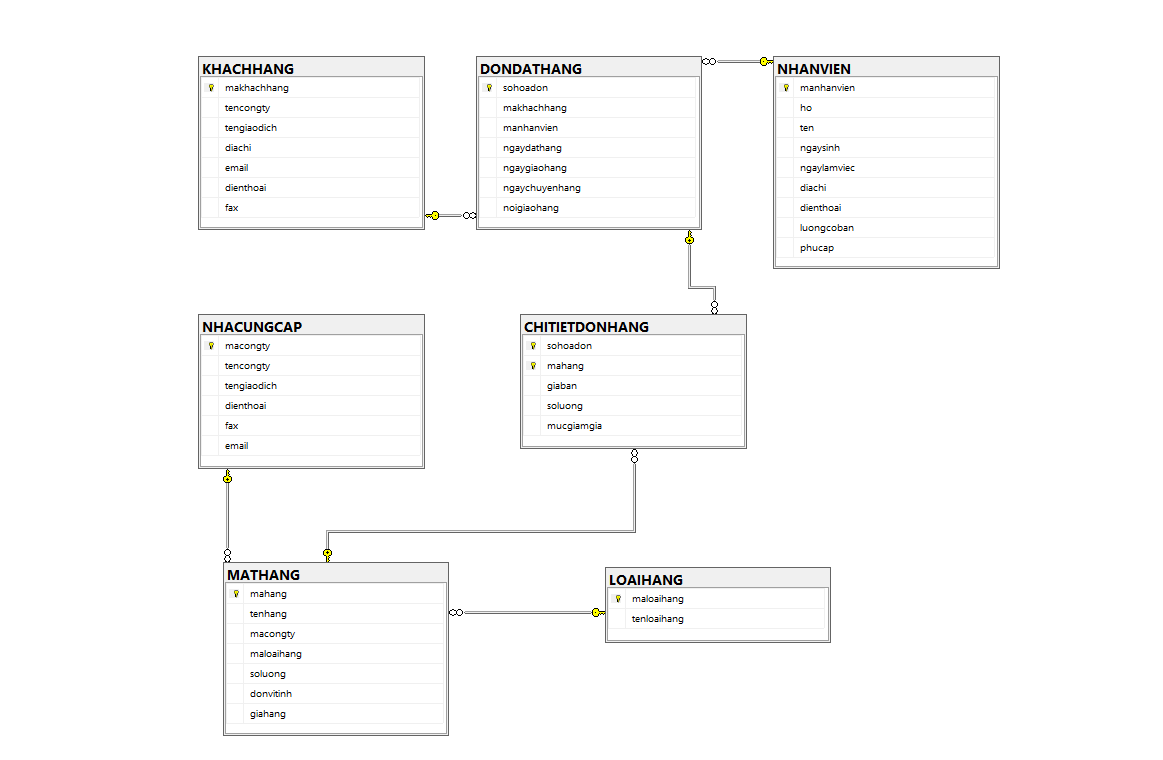 KHACHHANG
makhachhang
tencongty
tengiaodich
diachi
email
dienthoai
fax
DONDATHANG
sohoadon
makhachhang
manhanvien
ngaydathang
ngaygiaohang
ngaychuyenhang
noigiaohang
NHANVIEN
manhanvien
ho
ten
ngaysinh
ngaylamviec
diachi
dienthoai
luongcoban
phucap
NHACUNGCAP
macongty
tencongty
tengiaodich
dienthoai
fax
email
CHITIETDONHANG
sohoadon
mahang
giaban
soluong
mucgiamgia
MATHANG
mahang
tenhang
macongty
maloaihang
soluong
donvitinh
giahang
LOAIHANG
maloaihang
tenloaihang